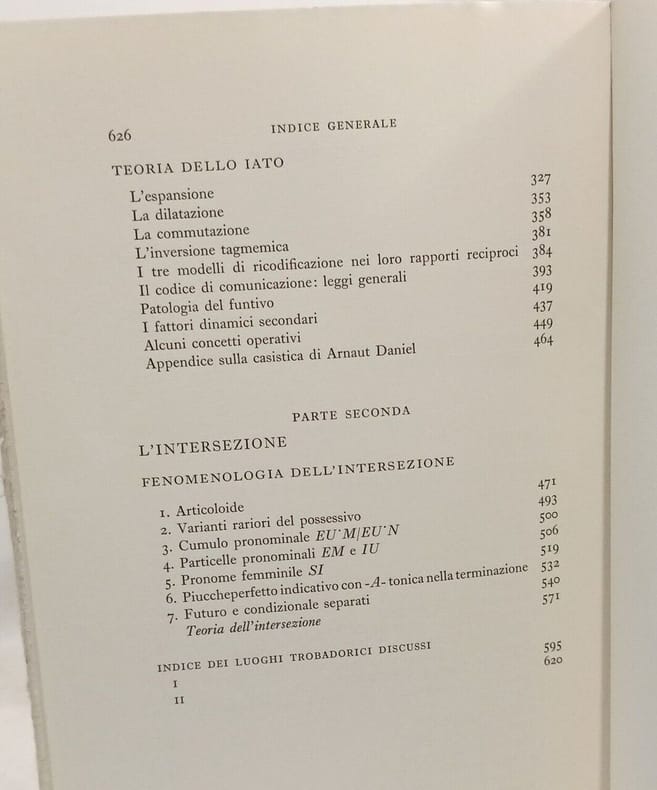 626 INDICE GENERALE
TEORIA DELLO IATO
L'espansione 327
La dilatazione 353
La commutazione 358
L'inversione tagmemica 381
I tre modelli di ricodificazione nei loro rapporti reciproci 384
Il codice di comunicazione: leggi generali 393
Patologia del funtivo 419
I fattori dinamici secondari 437
Alcuni concetti operativi 449
Appendice sulla casistica di Arnaut Daniel 464
PARTE SECONDA
L'INTERSEZIONE
FENOMENOLOGIA DELL'INTERSEZIONE
1. Articoloide 471
2. Varianti rariori del possessivo 493
3. Cumulo pronominale EU·M/EU·N 500
4. Particelle pronominali EM e IU 506
5. Pronome femminile SI 519
6. Piuccheperfetto indicativo con -A- tonica nella terminazione 532
7. Futuro e condizionale separati 540
Teoria dell'intersezione 571
INDICE DEI LUOGHI TROBADORICI DISCUSSI
I 595
II 620